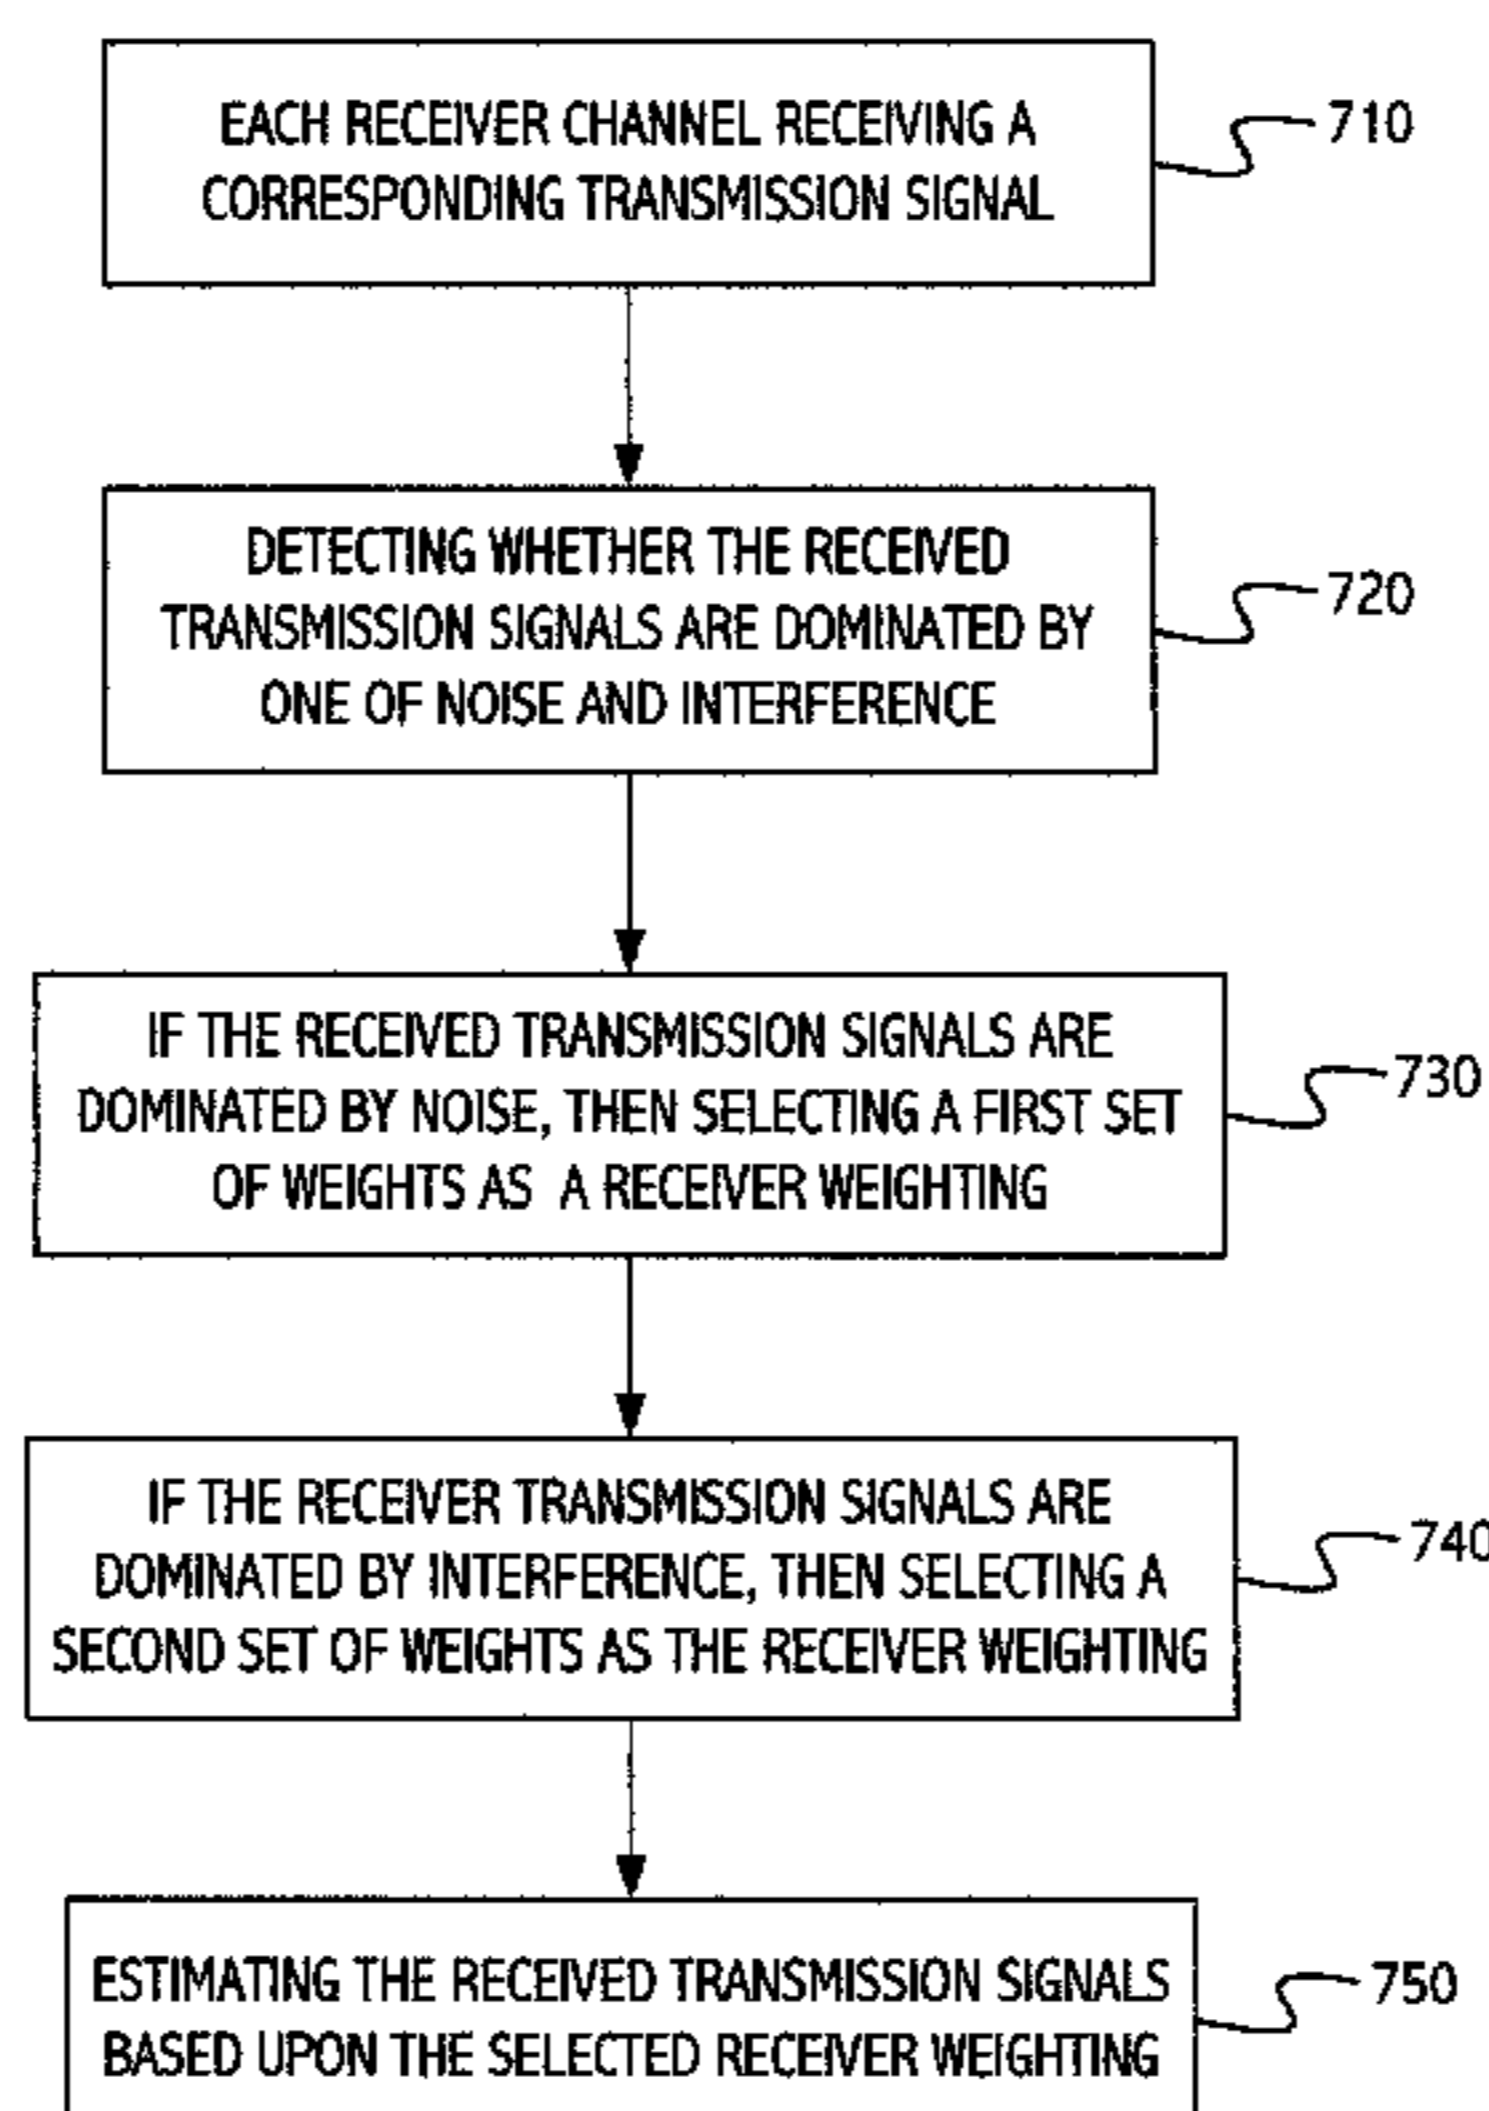 EACH RECEIVER CHANNEL RECEIVING A
CORRESPONDING TRANSMISSION SIGNAL
710
DETECTING WHETHER THE RECEIVED
TRANSMISSION SIGNALS ARE DOMINATED BY
ONE OF NOISE AND INTERFERENCE
720
IF THE RECEIVED TRANSMISSION SIGNALS ARE
DOMINATED BY NOISE, THEN SELECTING A FIRST SET
OF WEIGHTS AS A RECEIVER WEIGHTING
730
IF THE RECEIVER TRANSMISSION SIGNALS ARE
DOMINATED BY INTERFERENCE, THEN SELECTING A
SECOND SET OF WEIGHTS AS THE RECEIVER WEIGHTING
740
ESTIMATING THE RECEIVED TRANSMISSION SIGNALS
BASED UPON THE SELECTED RECEIVER WEIGHTING
750